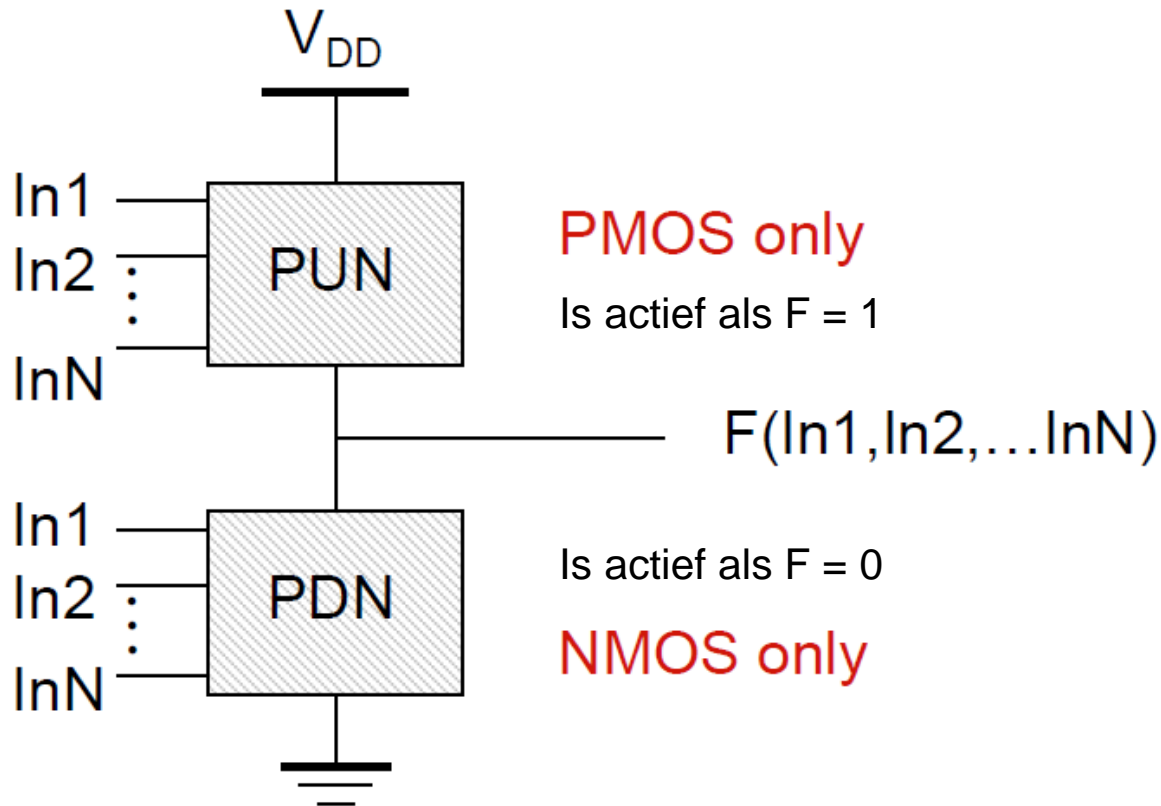 VDD
In1
In2
InN
PUN
PMOS only
Is actief als F = 1
F(In1,In2,...InN)
In1
In2
InN
PDN
Is actief als F = 0
NMOS only